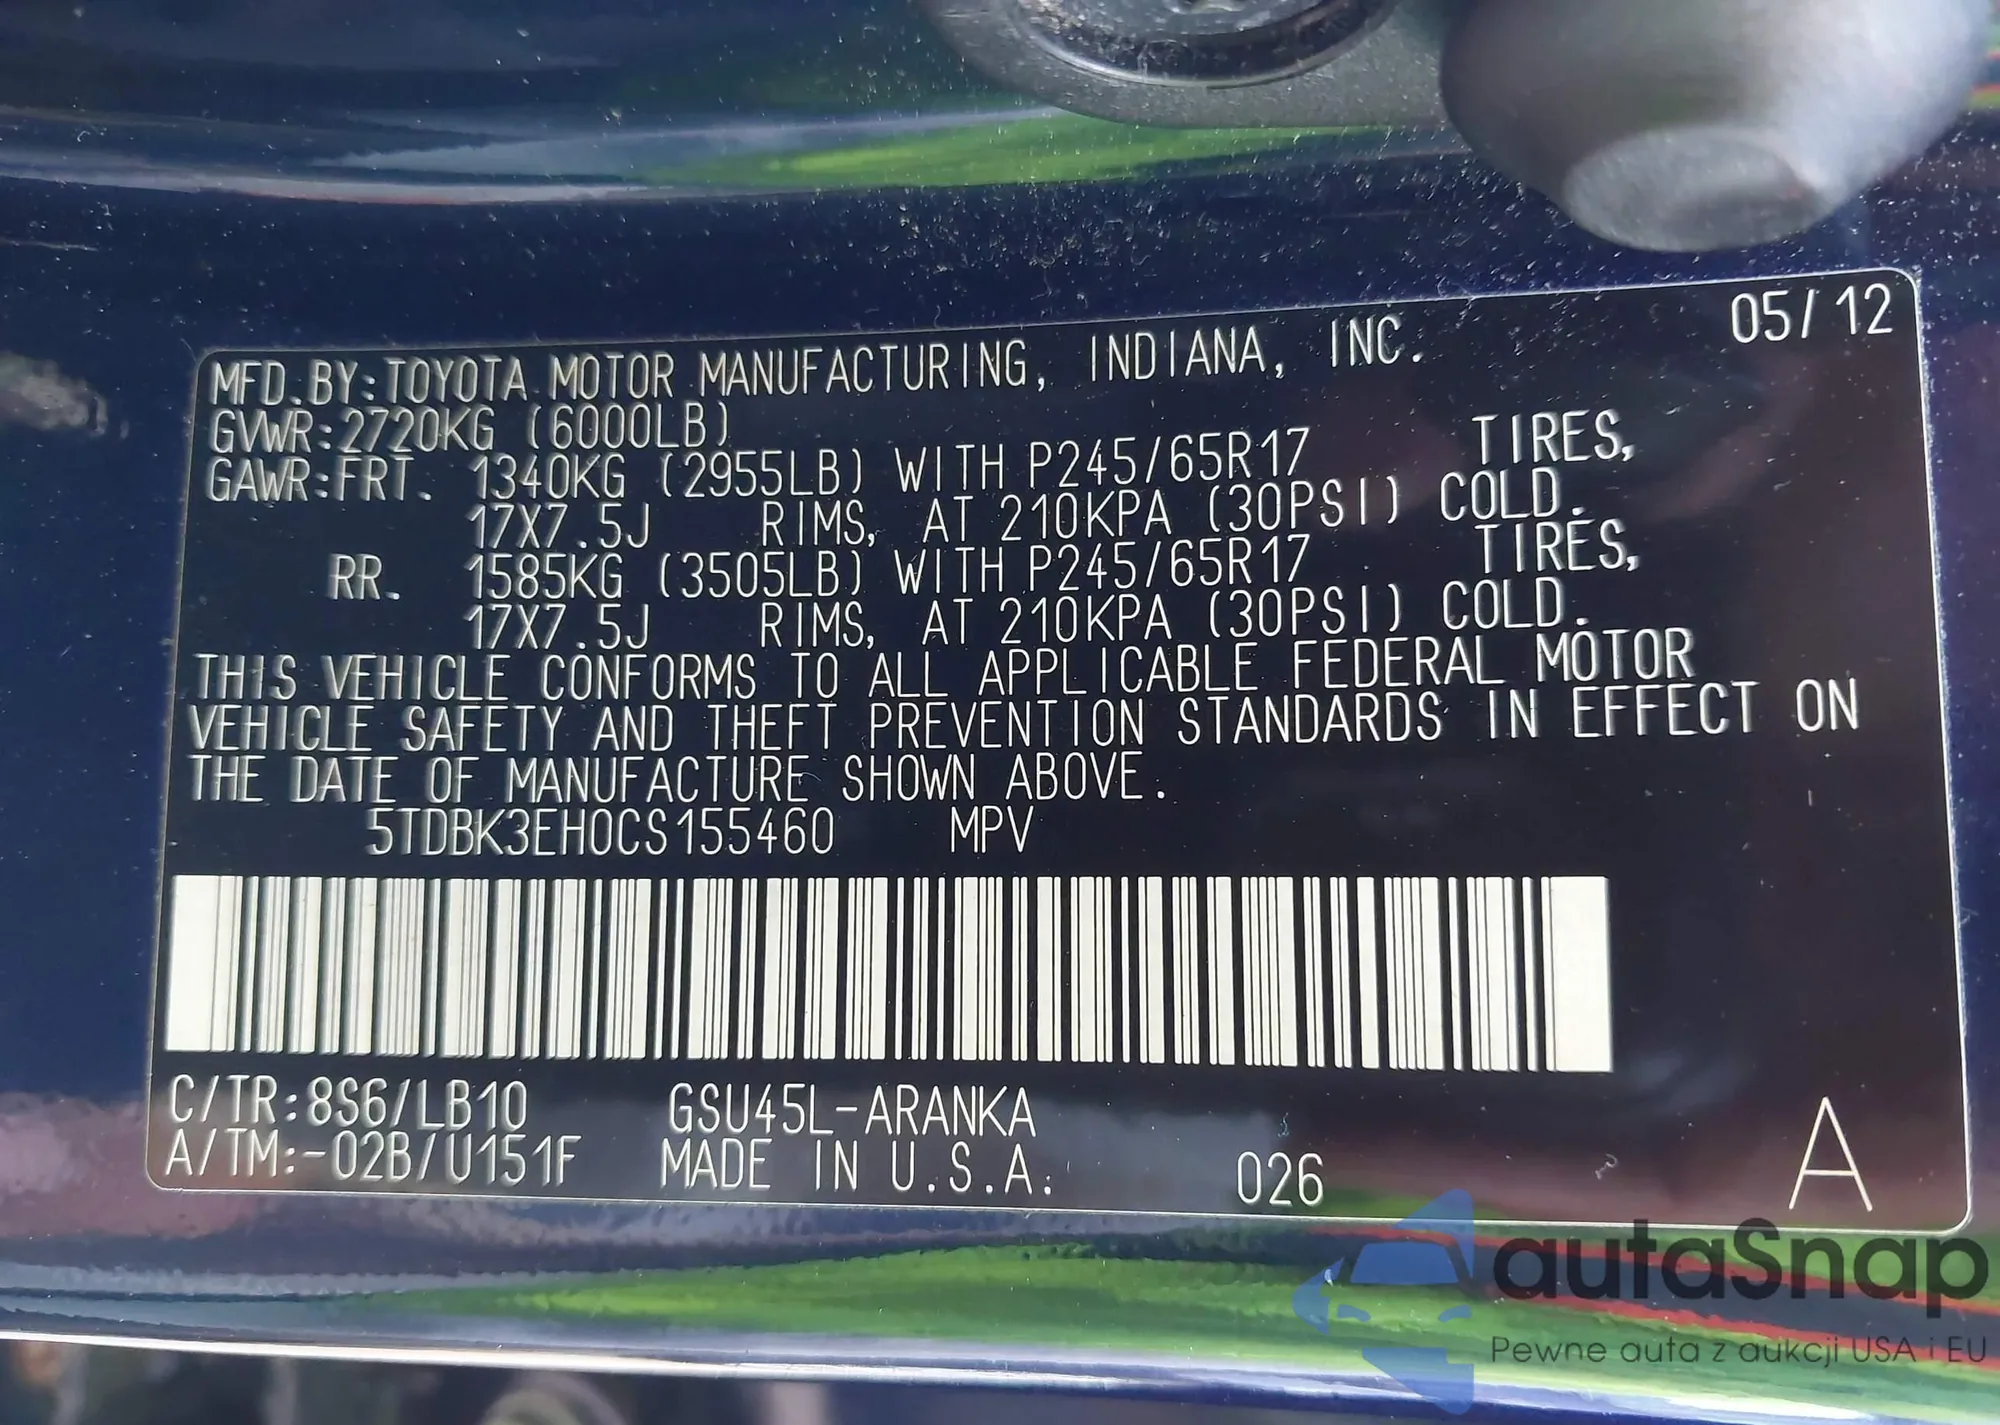 05/12
MFD.BY:TOYOTA MOTOR MANUFACTURING, INDIANA, INC.
GVWR:2720KG (6000LB)
GAWR:FRT. 1340KG (2955LB) WITH P245/65R17 TIRES,
17X7.5J RIMS, AT 210KPA (30PSI) COLD.
RR. 1585KG (3505LB) WITH P245/65R17 TIRES,
17X7.5J RIMS, AT 210KPA (30PSI) COLD.
THIS VEHICLE CONFORMS TO ALL APPLICABLE FEDERAL MOTOR
VEHICLE SAFETY AND THEFT PREVENTION STANDARDS IN EFFECT ON
THE DATE OF MANUFACTURE SHOWN ABOVE.
5TDBK3EH0CS155460 MPV
C/TR:8S6/LB10 GSU45L-ARANKA
A/TM:-02B/U151F MADE IN U.S.A. 026 A
autaSnap
Pewne auta z aukcji USA i EU